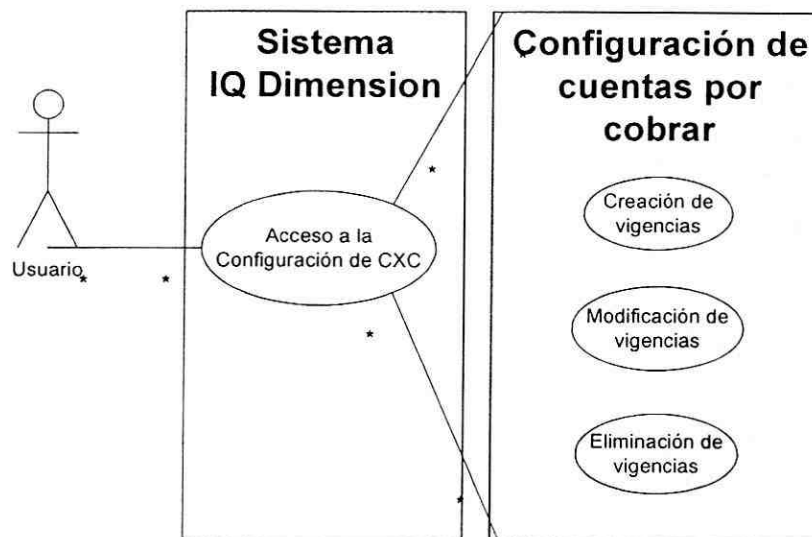 Sistema
IQ Dimension
Configuración de
cuentas por
cobrar
Usuario
*
*
Acceso a la
Configuración de CXC
*
*
*
*
Creación de
vigencias
Modificación de
vigencias
Eliminación de
vigencias